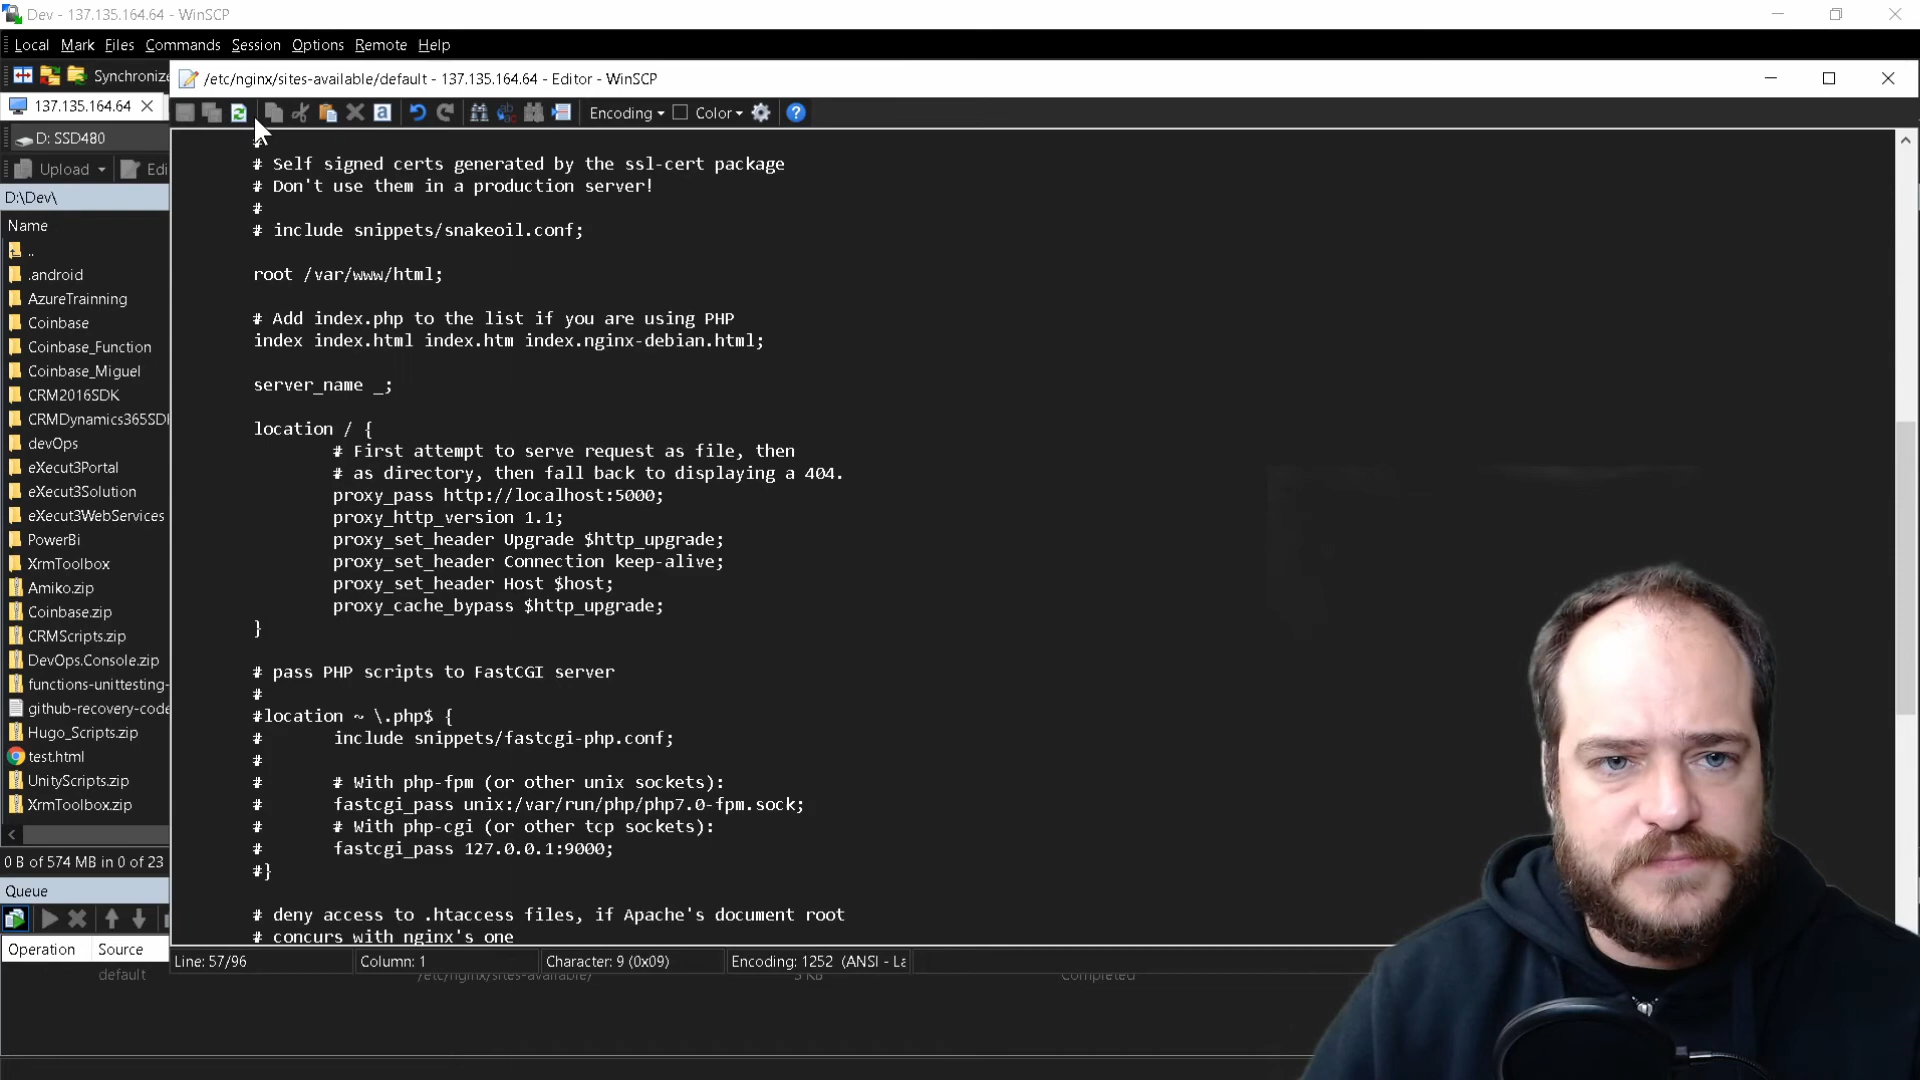 Dev - 137.135.164.64 - WinSCP
Local Mark Files Commands Session Options Remote Help
Synchronize
/etc/nginx/sites-available/default - 137.135.164.64 - Editor - WinSCP
137.135.164.64
Encoding Color
D: SSD480
Upload Edi
D:\Dev\
Name
..
.android
AzureTrainning
Coinbase
Coinbase_Function
Coinbase_Miguel
CRM2016SDK
CRMDynamics365SD
devOps
eXecut3Portal
eXecut3Solution
eXecut3WebServices
PowerBi
XrmToolbox
Amiko.zip
Coinbase.zip
CRMScripts.zip
DevOps.Console.zip
functions-unittesting-
github-recovery-code
Hugo_Scripts.zip
test.html
UnityScripts.zip
XrmToolbox.zip
0 B of 574 MB in 0 of 23
Queue
Operation Source
default /etc/nginx/sites-available/ 3 KB Completed
#
# Self signed certs generated by the ssl-cert package
# Don't use them in a production server!
#
# include snippets/snakeoil.conf;
root /var/www/html;
# Add index.php to the list if you are using PHP
index index.html index.htm index.nginx-debian.html;
server_name _;
location / {
# First attempt to serve request as file, then
# as directory, then fall back to displaying a 404.
proxy_pass http://localhost:5000;
proxy_http_version 1.1;
proxy_set_header Upgrade $http_upgrade;
proxy_set_header Connection keep-alive;
proxy_set_header Host $host;
proxy_cache_bypass $http_upgrade;
}
# pass PHP scripts to FastCGI server
#
#location ~ \.php$ {
# include snippets/fastcgi-php.conf;
#
# # With php-fpm (or other unix sockets):
# fastcgi_pass unix:/var/run/php/php7.0-fpm.sock;
# # With php-cgi (or other tcp sockets):
# fastcgi_pass 127.0.0.1:9000;
#}
# deny access to .htaccess files, if Apache's document root
# concurs with nginx's one
Line: 57/96 Column: 1 Character: 9 (0x09) Encoding: 1252 (ANSI - La